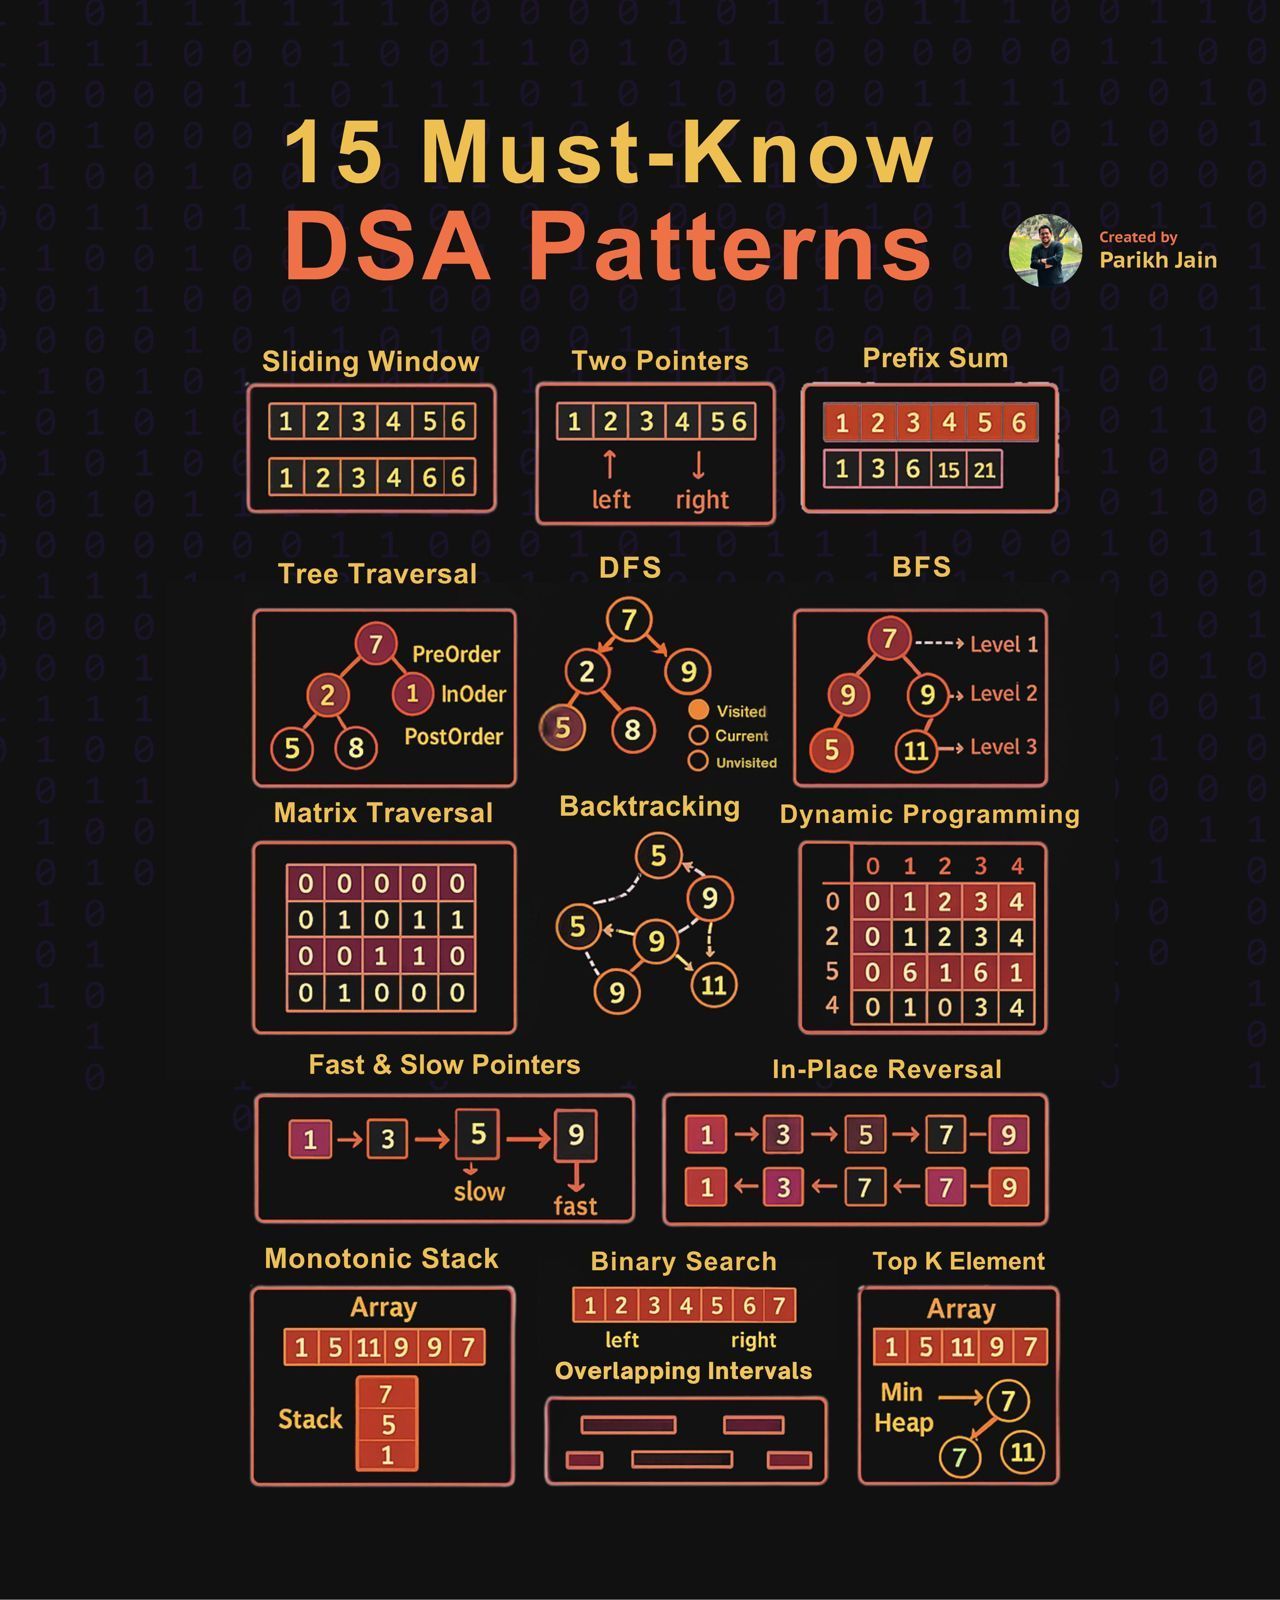 15 Must-Know
DSA Patterns
Created by
Parikh Jain
Sliding Window
1 2 3 4 5 6
1 2 3 4 6 6
Two Pointers
1 2 3 4 5 6
left right
Prefix Sum
1 2 3 4 5 6
1 3 6 15 21
Tree Traversal
7
PreOrder
2 1 InOder
PostOrder
5 8
DFS
7
2 9
5 8
Visited
Current
Unvisited
BFS
7 Level 1
9 9 Level 2
5 11 Level 3
Matrix Traversal
0 0 0 0 0
0 1 0 1 1
0 0 1 1 0
0 1 0 0 0
Backtracking
5
9
5 9
9 11
Dynamic Programming
0 1 2 3 4
0 0 1 2 3 4
2 0 1 2 3 4
5 0 6 1 6 1
4 0 1 0 3 4
Fast & Slow Pointers
1 3 5 9
slow
fast
In-Place Reversal
1 3 5 7 9
1 3 7 7 9
Monotonic Stack
Array
1 5 11 9 9 7
Stack
7
5
1
Binary Search
1 2 3 4 5 6 7
left right
Overlapping Intervals
Top K Element
Array
1 5 11 9 7
Min
Heap
7
7 11